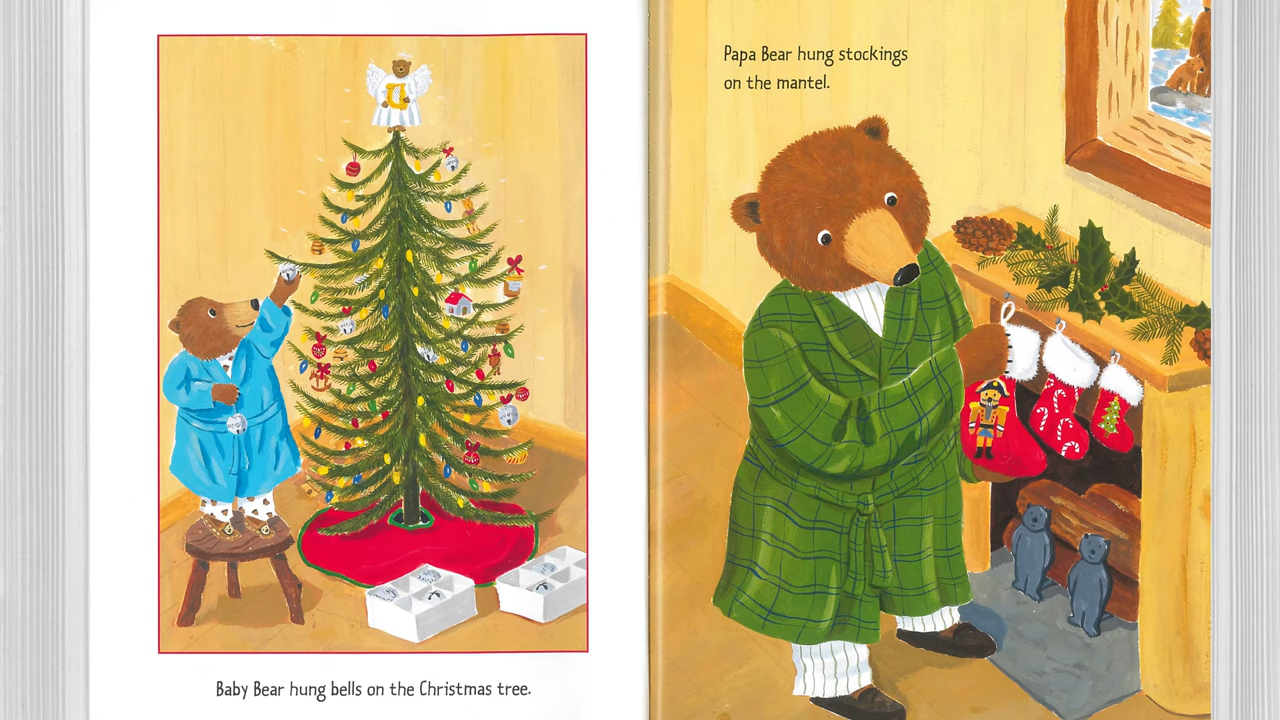 Baby Bear hung bells on the Christmas tree.
Papa Bear hung stockings
on the mantel.